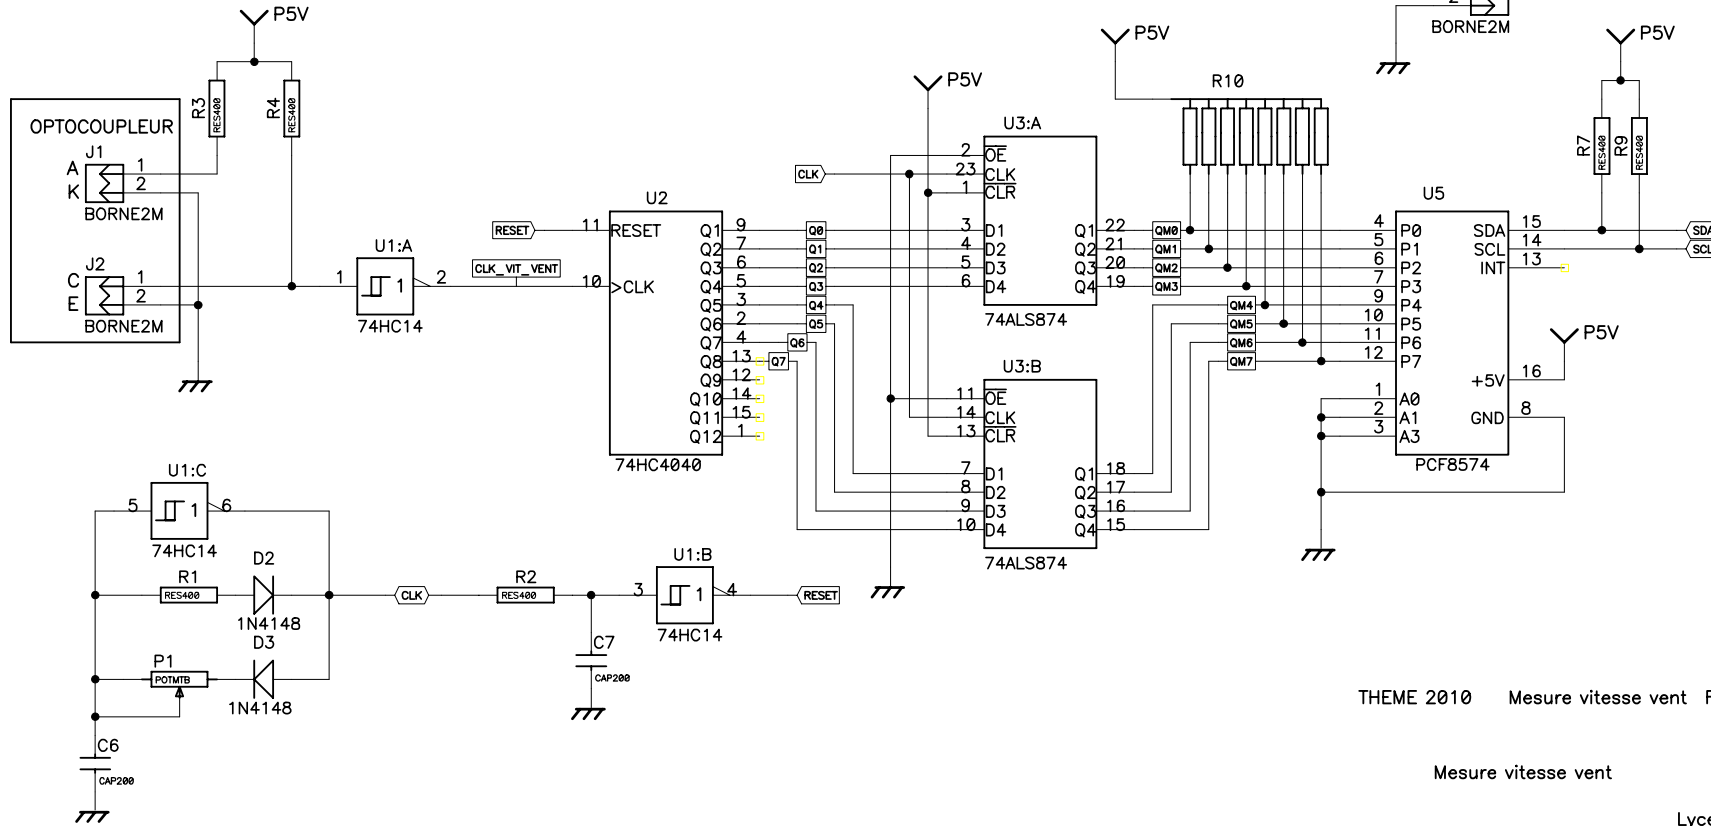 P5V
R3
RES400
R4
RES400
OPTOCOUPLEUR
J1
A 1
K 2
BORNE2M
J2
C 1
E 2
BORNE2M
U1:A
1 1 2
74HC14
U2
RESET 11 RESET
CLK_VIT_VENT
10 >CLK
Q1 9 Q0
Q2 7 Q1
Q3 6 Q2
Q4 5 Q3
Q5 3 Q4
Q6 2 Q5
Q7 4 Q6
Q8 13 Q7
Q9 12
Q10 14
Q11 15
Q12 1
74HC4040
P5V
CLK
U3:A
2 OE
23 CLK
1 CLR
3 D1 Q1 22 QM0
4 D2 Q2 21 QM1
5 D3 Q3 20 QM2
6 D4 Q4 19 QM3
74ALS874
QM4
QM5
QM6
QM7
U3:B
11 OE
14 CLK
13 CLR
7 D1 Q1 18
8 D2 Q2 17
9 D3 Q3 16
10 D4 Q4 15
74ALS874
P5V
R10
2
BORNE2M
P5V
R7
RES400
R9
RES400
U5
4 P0 SDA 15 SDA
5 P1 SCL 14 SCL
6 P2 INT 13
7 P3
9 P4
10 P5
11 P6
12 P7
P5V
+5V 16
1 A0
2 A1 GND 8
3 A3
PCF8574
U1:C
5 1 6
74HC14
R1
RES400
D2
1N4148
D3
1N4148
P1
POTMTB
C6
CAP200
CLK
R2
RES400
C7
CAP200
U1:B
3 1 4
74HC14
RESET
THEME 2010 Mesure vitesse vent
Mesure vitesse vent
Lyce